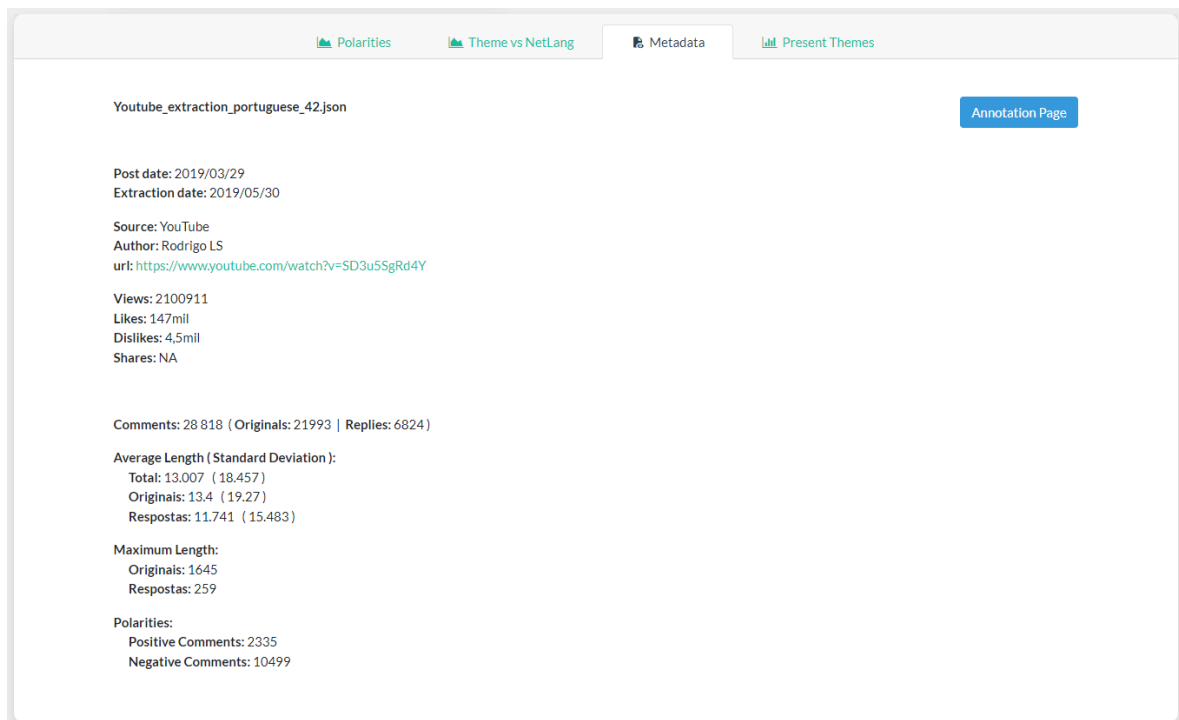 Polarities
Theme vs NetLang
Metadata
Present Themes
Youtube_extraction_portuguese_42.json
Annotation Page
Post date: 2019/03/29
Extraction date: 2019/05/30
Source: YouTube
Author: Rodrigo LS
url: https://www.youtube.com/watch?v=SD3u5SgRd4Y
Views: 2100911
Likes: 147mil
Dislikes: 4,5mil
Shares: NA
Comments: 28 818 ( Originals: 21993 | Replies: 6824 )
Average Length ( Standard Deviation ):
Total: 13.007 ( 18.457 )
Originais: 13.4 ( 19.27 )
Respostas: 11.741 ( 15.483 )
Maximum Length:
Originais: 1645
Respostas: 259
Polarities:
Positive Comments: 2335
Negative Comments: 10499